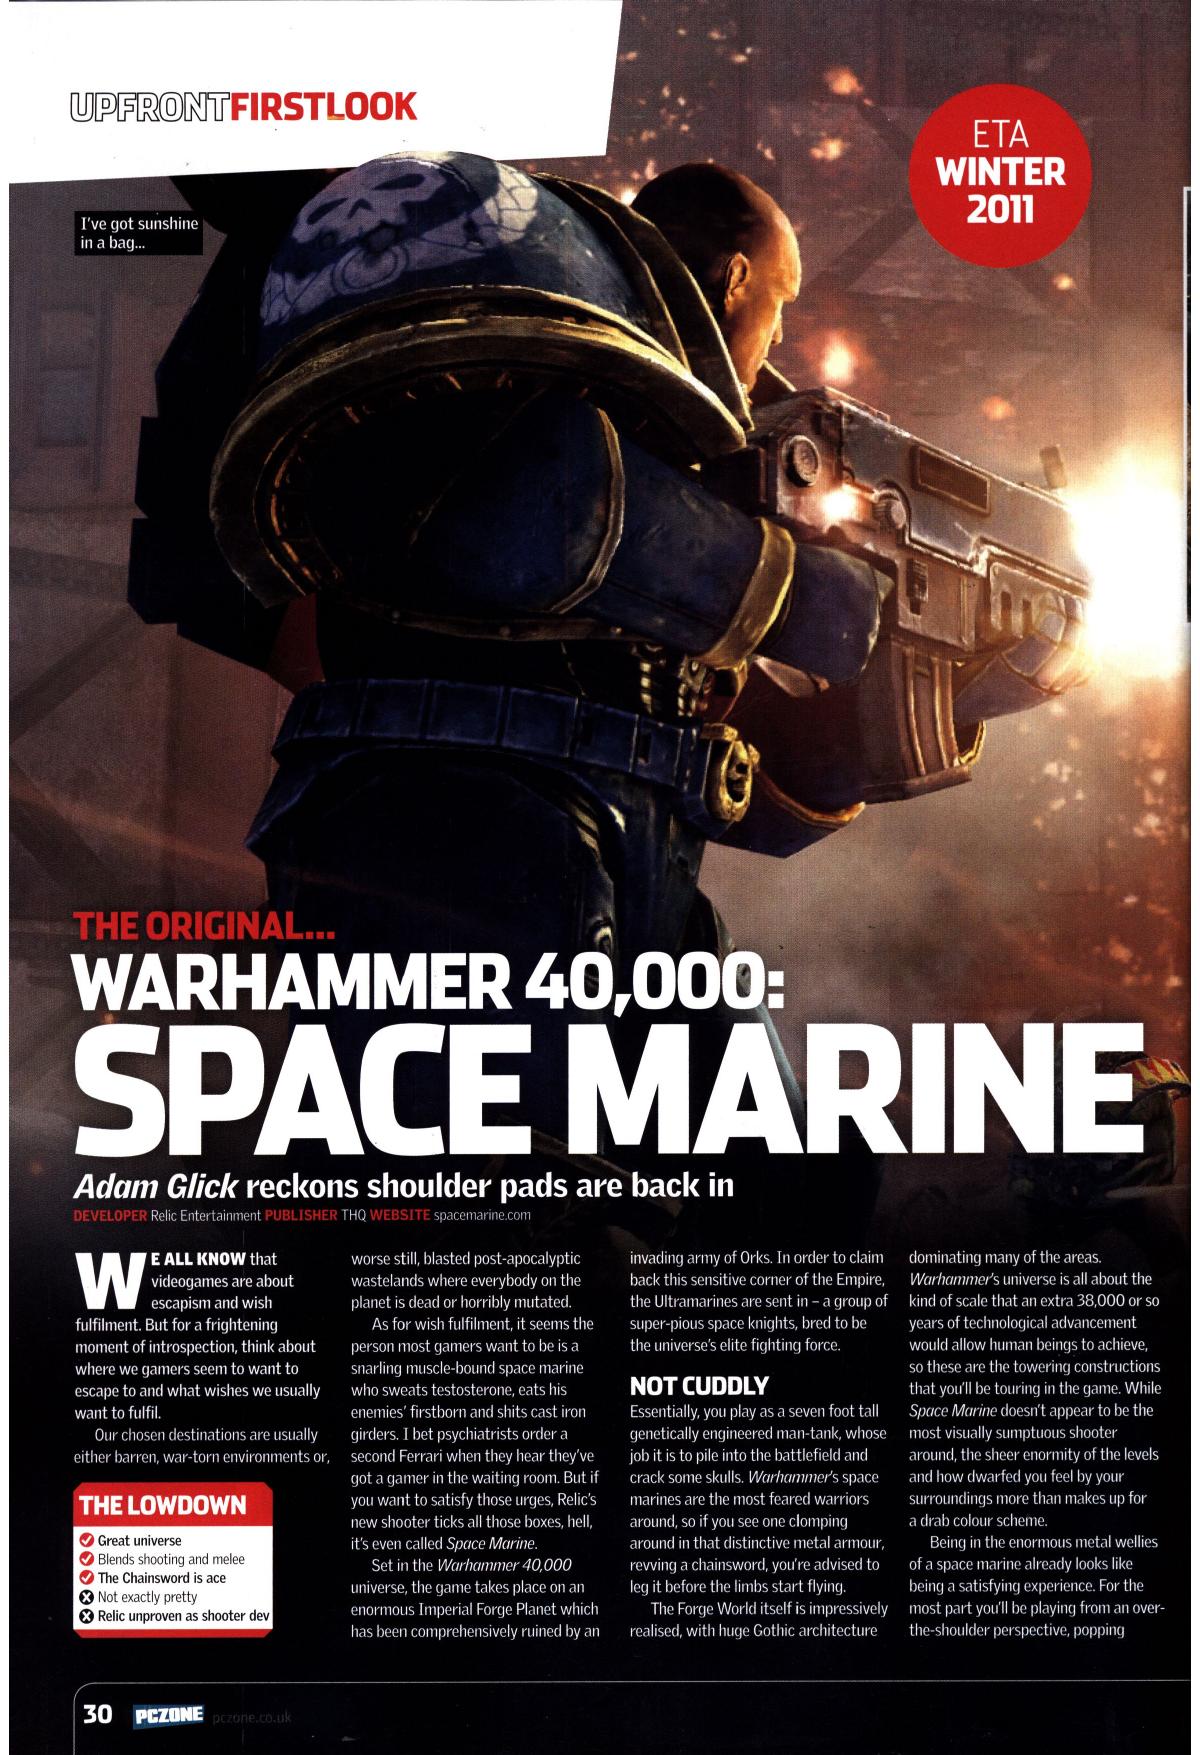 UPFRONTFIRSTLOOK
ETA
WINTER
2011
I've got sunshine
in a bag...
THE ORIGINAL...
WARHAMMER 40,000:
SPACE MARINE
Adam Glick reckons shoulder pads are back in
DEVELOPER Relic Entertainment PUBLISHER THQ WEBSITE spacemarine.com
WE ALL KNOW that
videogames are about
escapism and wish
fulfilment. But for a frightening
moment of introspection, think about
where we gamers seem to want to
escape to and what wishes we usually
want to fulfil.
Our chosen destinations are usually
either barren, war-torn environments or,
worse still, blasted post-apocalyptic
wastelands where everybody on the
planet is dead or horribly mutated.
As for wish fulfilment, it seems the
person most gamers want to be is a
snarling muscle-bound space marine
who sweats testosterone, eats his
enemies' firstborn and shits cast iron
girders. I bet psychiatrists order a
second Ferrari when they hear they've
got a gamer in the waiting room. But if
you want to satisfy those urges, Relic's
new shooter ticks all those boxes, hell,
it's even called Space Marine.
Set in the Warhammer 40,000
universe, the game takes place on an
enormous Imperial Forge Planet which
has been comprehensively ruined by an
invading army of Orks. In order to claim
back this sensitive corner of the Empire,
the Ultramarines are sent in – a group of
super-pious space knights, bred to be
the universe's elite fighting force.
NOT CUDDLY
Essentially, you play as a seven foot tall
genetically engineered man-tank, whose
job it is to pile into the battlefield and
crack some skulls. Warhammer's space
marines are the most feared warriors
around, so if you see one clomping
around in that distinctive metal armour,
revving a chainsword, you're advised to
leg it before the limbs start flying.
The Forge World itself is impressively
realised, with huge Gothic architecture
dominating many of the areas.
Warhammer's universe is all about the
kind of scale that an extra 38,000 or so
years of technological advancement
would allow human beings to achieve,
so these are the towering constructions
that you'll be touring in the game. While
Space Marine doesn't appear to be the
most visually sumptuous shooter
around, the sheer enormity of the levels
and how dwarfed you feel by your
surroundings more than makes up for
a drab colour scheme.
Being in the enormous metal wellies
of a space marine already looks like
being a satisfying experience. For the
most part you'll be playing from an over-
the-shoulder perspective, popping
THE LOWDOWN
Great universe
Blends shooting and melee
The Chainsword is ace
Not exactly pretty
Relic unproven as shooter dev
30 PCZONE pczone.co.uk